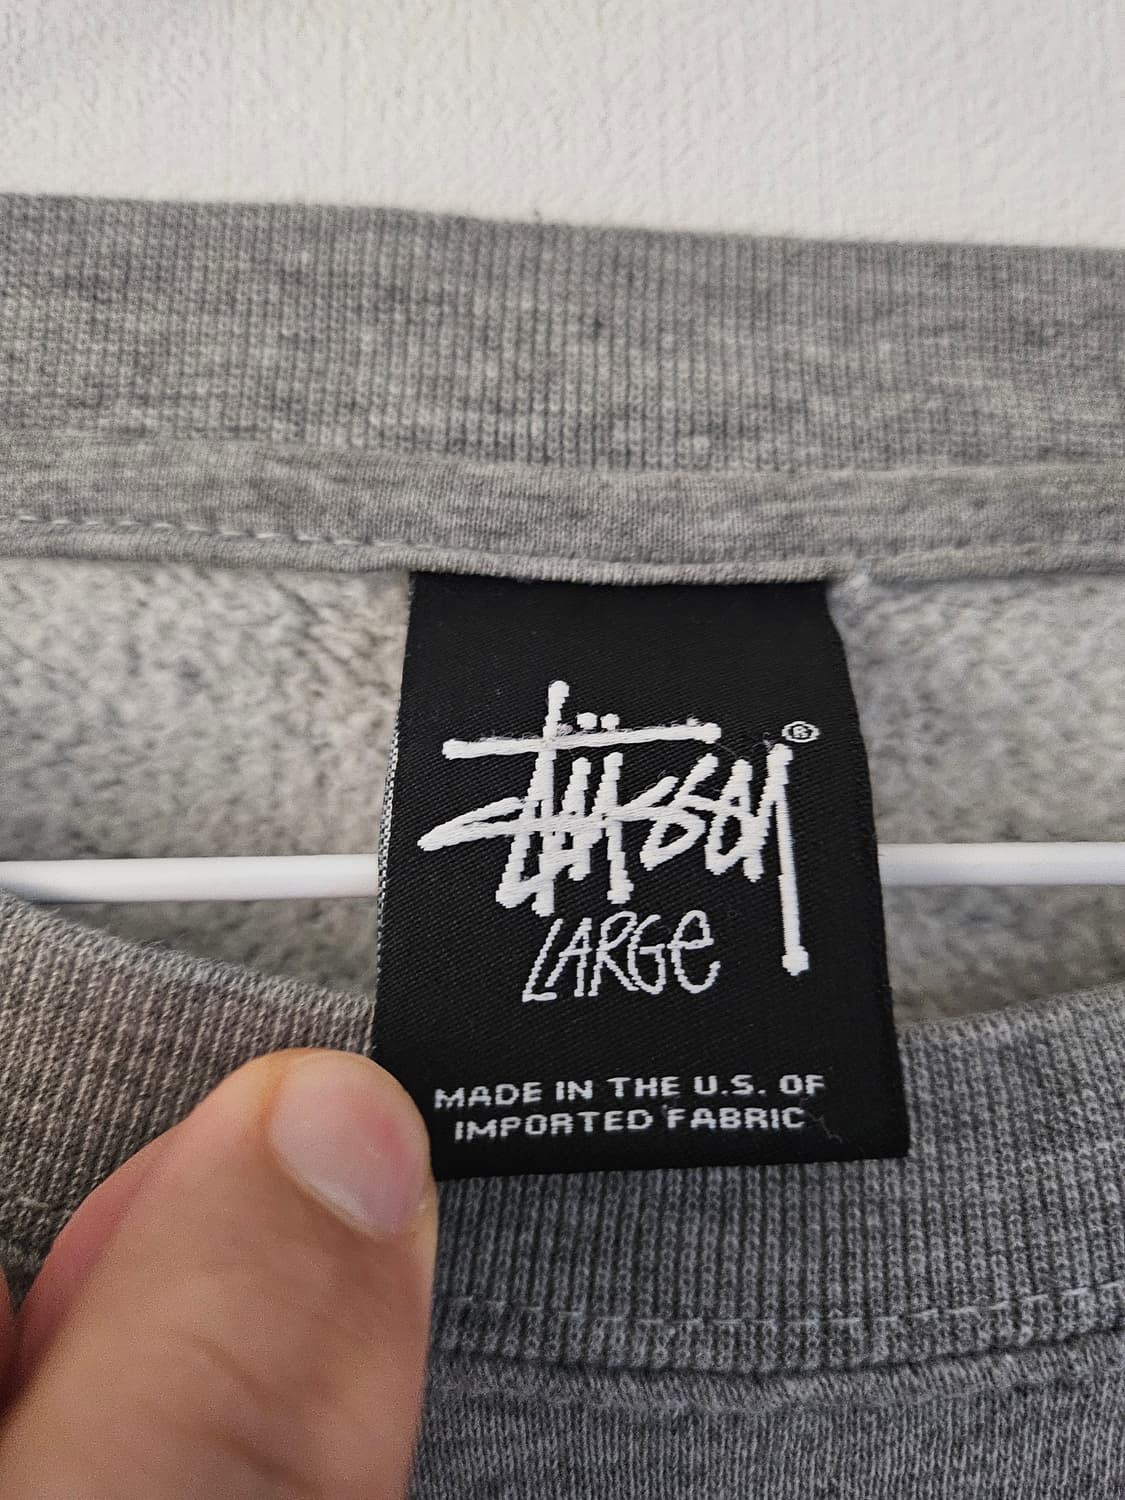 Stüssy ®
LARGE
MADE IN THE U.S. OF
IMPORTED FABRIC